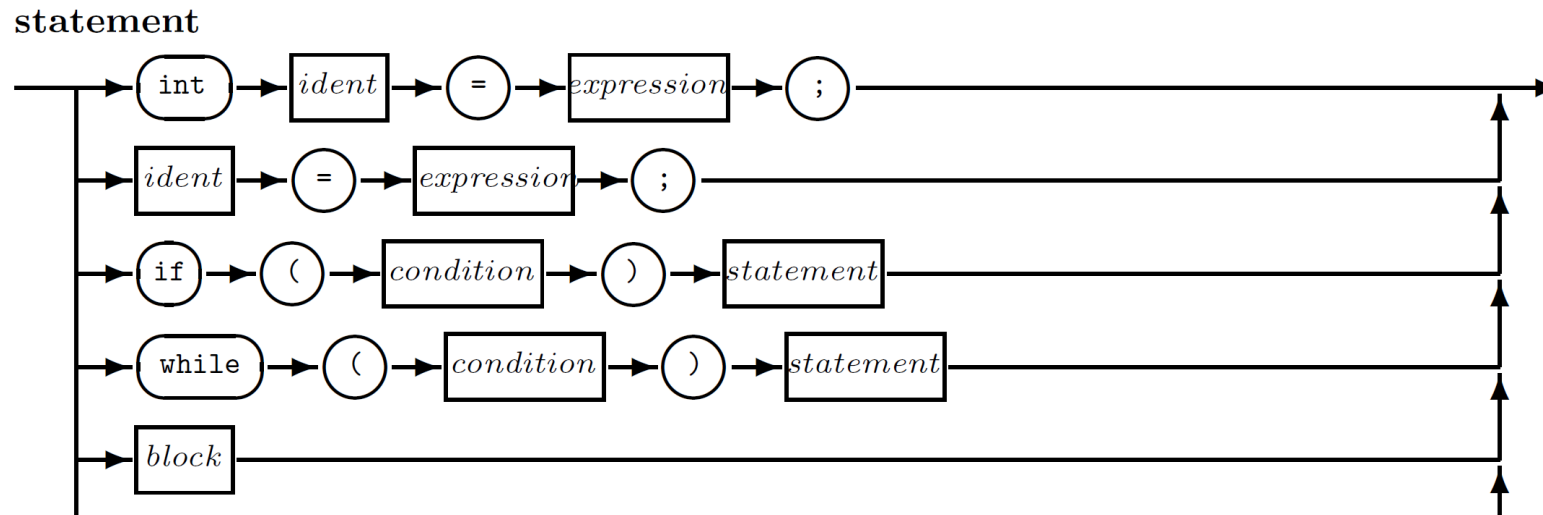 statement
int ident = expression ;
ident = expression ;
if ( condition ) statement
while ( condition ) statement
block